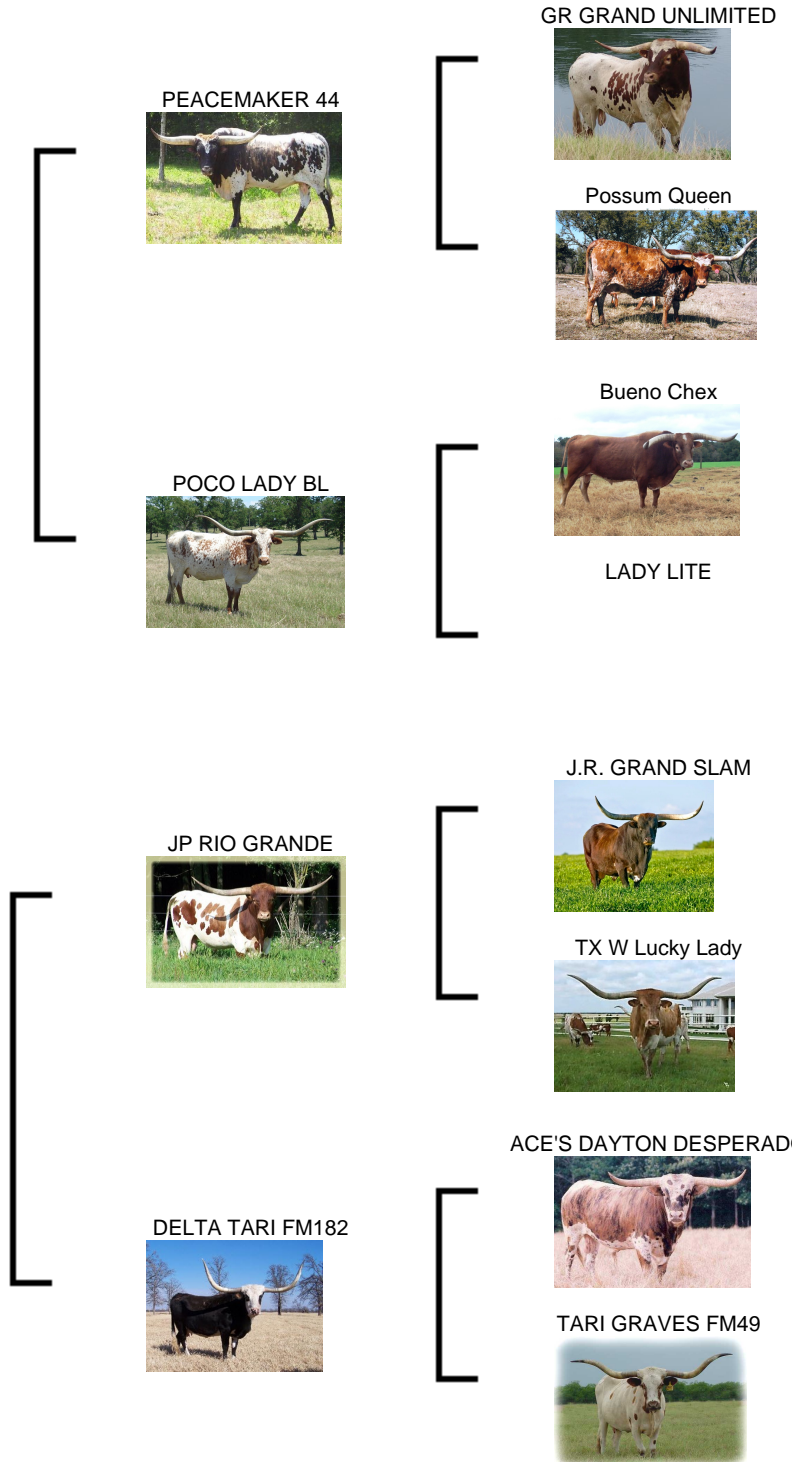 GR GRAND UNLIMITED
PEACEMAKER 44
Possum Queen
Bueno Chex
POCO LADY BL
LADY LITE
J.R. GRAND SLAM
JP RIO GRANDE
TX W Lucky Lady
ACE'S DAYTON DESPERADO
DELTA TARI FM182
TARI GRAVES FM49